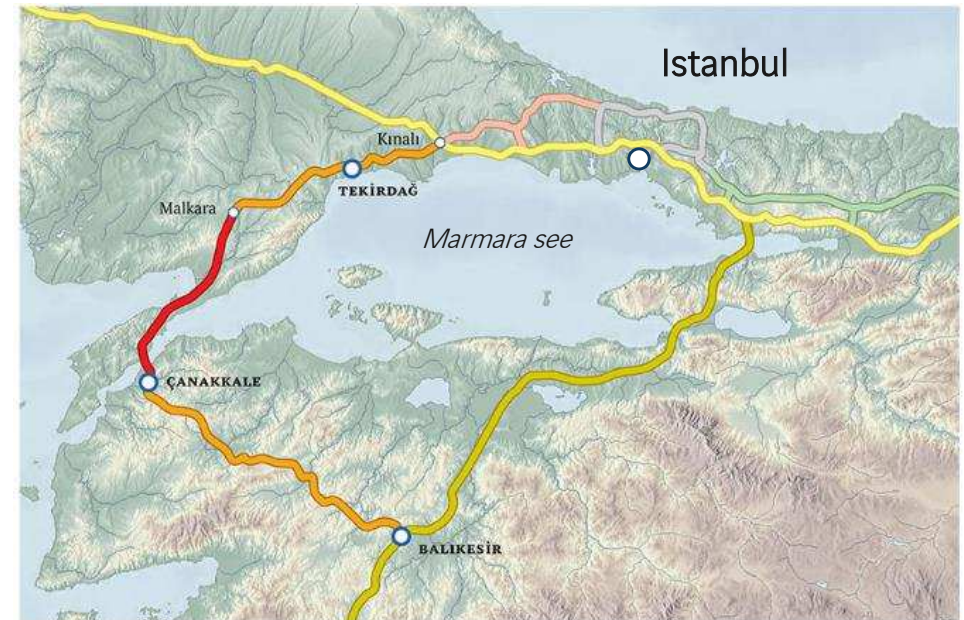 Istanbul
Kınalı
TEKİRDAĞ
Malkara
Marmara see
ÇANAKKALE
BALIKESİR